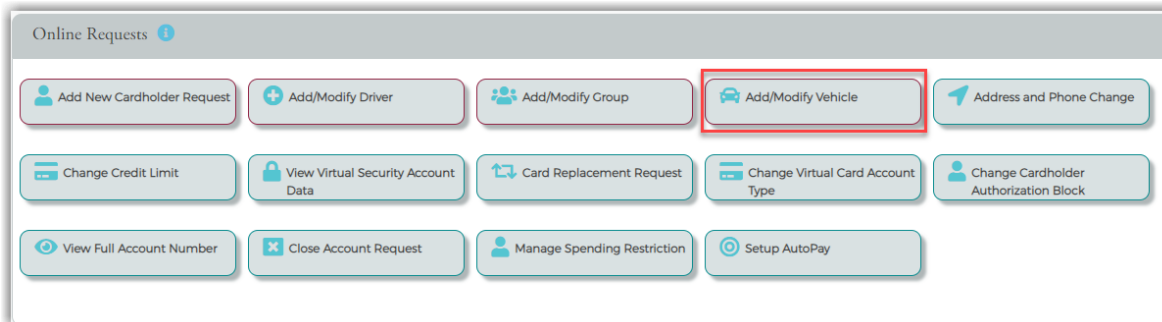 Online Requests
Add New Cardholder Request
Add/Modify Driver
Add/Modify Group
Add/Modify Vehicle
Address and Phone Change
Change Credit Limit
View Virtual Security Account
Data
Card Replacement Request
Change Virtual Card Account
Type
Change Cardholder
Authorization Block
View Full Account Number
Close Account Request
Manage Spending Restriction
Setup AutoPay